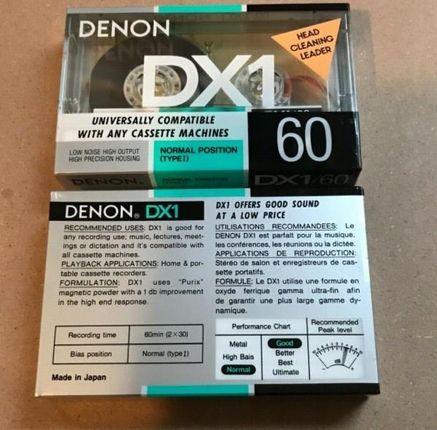 DENON
HEAD
CLEANING
LEADER
DX1
UNIVERSALLY COMPATIBLE
WITH ANY CASSETTE MACHINES
LOW NOISE HIGH OUTPUT
HIGH PRECISION HOUSING
NORMAL POSITION
(TYPE I)
60
DENON
DX1/60
DENON® DX1
RECOMMENDED USES: DX1 is good for
any recording use; music, lectures, meet-
ings or dictation and it's compatible with
all cassette machines.
PLAYBACK APPLICATIONS: Home & por-
table cassette recorders.
FORMULATION: DX1 uses "Purix"
magnetic powder with a 1 db improvement
in the high end response.
Recording time 60min (2×30)
Bias position Normal (type I)
Made in Japan
DX1 OFFERS GOOD SOUND
AT A LOW PRICE
UTILISATIONS RECOMMANDEES: Le
DENON DX1 est parfait pour la musique,
les conférences, les réunions ou la dictée.
APPLICATIONS DE REPRODUCTION:
Stéréo de salon et enregistreurs de cas-
sette portatifs.
FORMULE: Le DX1 utilise une formule en
oxyde ferrique gamma ultra-fin afin
de garantir une plus large gamme dy-
namique.
Performance Chart
Metal Good
High Bais Better
Best
Normal Ultimate
Recommended
Peak level